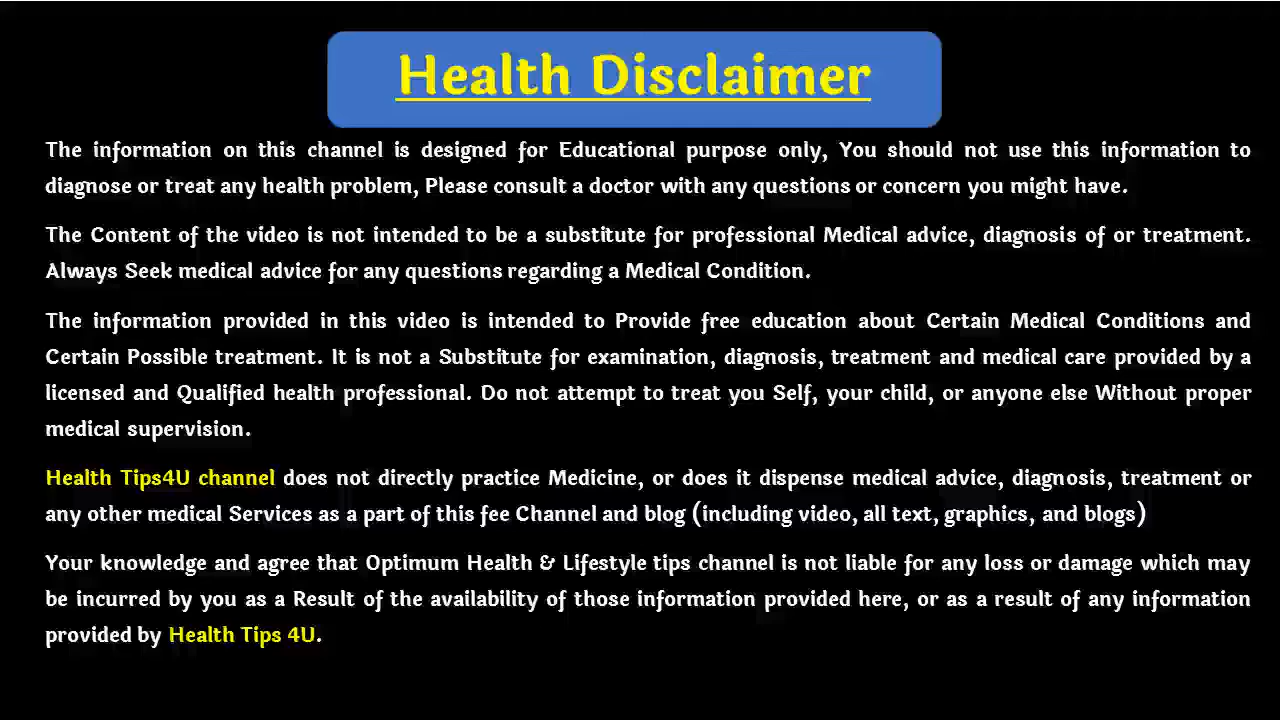 Health Disclaimer
The information on this channel is designed for Educational purpose only, You should not use this information to
diagnose or treat any health problem, Please consult a doctor with any questions or concern you might have.
The Content of the video is not intended to be a substitute for professional Medical advice, diagnosis of or treatment.
Always Seek medical advice for any questions regarding a Medical Condition.
The information provided in this video is intended to Provide free education about Certain Medical Conditions and
Certain Possible treatment. It is not a Substitute for examination, diagnosis, treatment and medical care provided by a
licensed and Qualified health professional. Do not attempt to treat you Self, your child, or anyone else Without proper
medical supervision.
Health Tips4U channel does not directly practice Medicine, or does it dispense medical advice, diagnosis, treatment or
any other medical Services as a part of this fee Channel and blog (including video, all text, graphics, and blogs)
Your knowledge and agree that Optimum Health & Lifestyle tips channel is not liable for any loss or damage which may
be incurred by you as a Result of the availability of those information provided here, or as a result of any information
provided by Health Tips 4U.